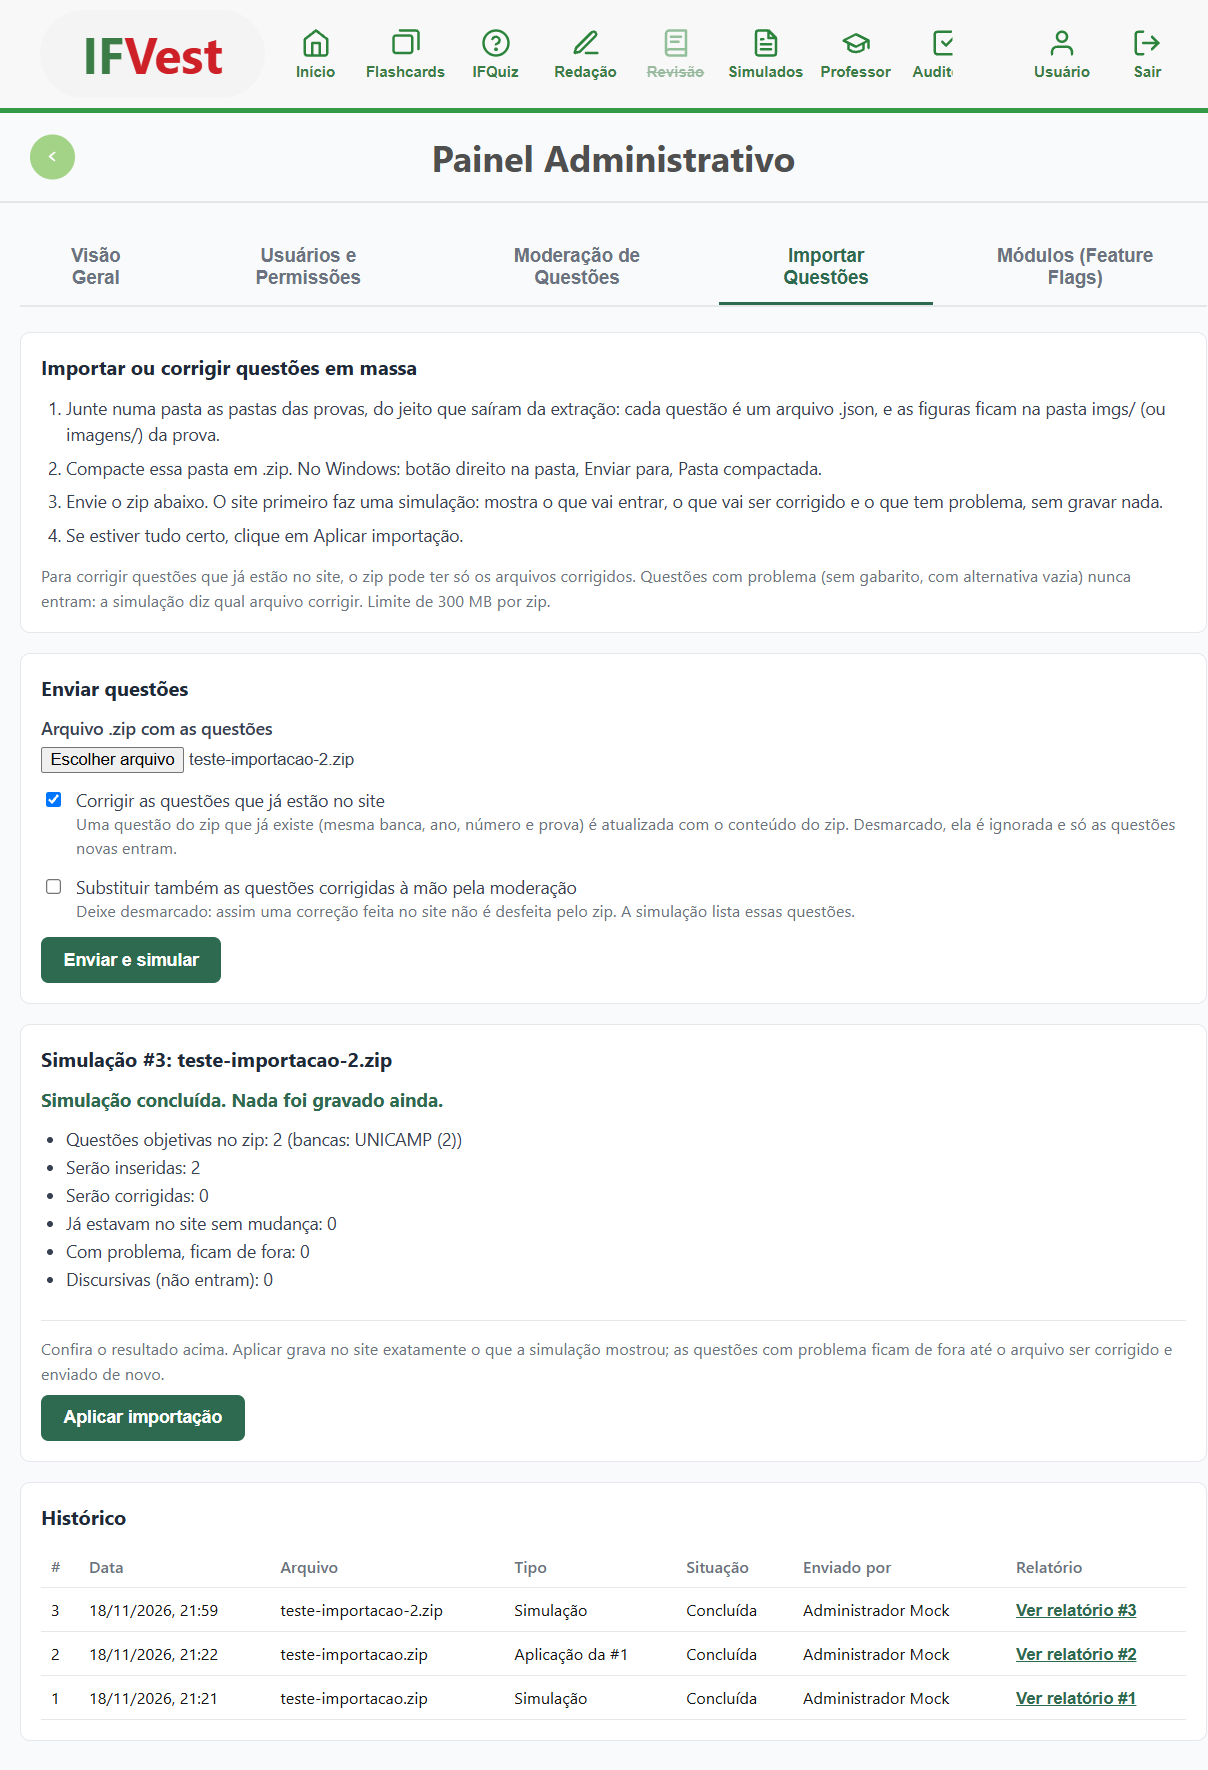 IFVest
Início
Flashcards
IFQuiz
Redação
Revisão
Simulados
Professor
Usuário
Sair
Painel Administrativo
Visão
Geral
Usuários e
Permissões
Moderação de
Questões
Importar
Questões
Módulos (Feature
Flags)
Importar ou corrigir questões em massa
1. Junte numa pasta as pastas das provas, do jeito que saíram da extração: cada questão é um arquivo .json, e as figuras ficam na pasta imgs/ (ou
imagens/) da prova.
2. Compacte essa pasta em .zip. No Windows: botão direito na pasta, Enviar para, Pasta compactada.
3. Envie o zip abaixo. O site primeiro faz uma simulação: mostra o que vai entrar, o que vai ser corrigido e o que tem problema, sem gravar nada.
4. Se estiver tudo certo, clique em Aplicar importação.
Para corrigir questões que já estão no site, o zip pode ter só os arquivos corrigidos. Questões com problema (sem gabarito, com alternativa vazia) nunca
entram: a simulação diz qual arquivo corrigir. Limite de 300 MB por zip.
Enviar questões
Arquivo .zip com as questões
Escolher arquivo teste-importacao-2.zip
Corrigir as questões que já estão no site
Uma questão do zip que já existe (mesma banca, ano, número e prova) é atualizada com o conteúdo do zip. Desmarcado, ela é ignorada e só as questões
novas entram.
Substituir também as questões corrigidas à mão pela moderação
Deixe desmarcado: assim uma correção feita no site não é desfeita pelo zip. A simulação lista essas questões.
Enviar e simular
Simulação #3: teste-importacao-2.zip
Simulação concluída. Nada foi gravado ainda.
• Questões objetivas no zip: 2 (bancas: UNICAMP (2))
• Serão inseridas: 2
• Serão corrigidas: 0
• Já estavam no site sem mudança: 0
• Com problema, ficam de fora: 0
• Discursivas (não entram): 0
Confira o resultado acima. Aplicar grava no site exatamente o que a simulação mostrou; as questões com problema ficam de fora até o arquivo ser corrigido e
enviado de novo.
Aplicar importação
Histórico
# Data Arquivo Tipo Situação Enviado por Relatório
3 18/11/2026, 21:59 teste-importacao-2.zip Simulação Concluída Administrador Mock Ver relatório #3
2 18/11/2026, 21:22 teste-importacao.zip Aplicação da #1 Concluída Administrador Mock Ver relatório #2
1 18/11/2026, 21:21 teste-importacao.zip Simulação Concluída Administrador Mock Ver relatório #1